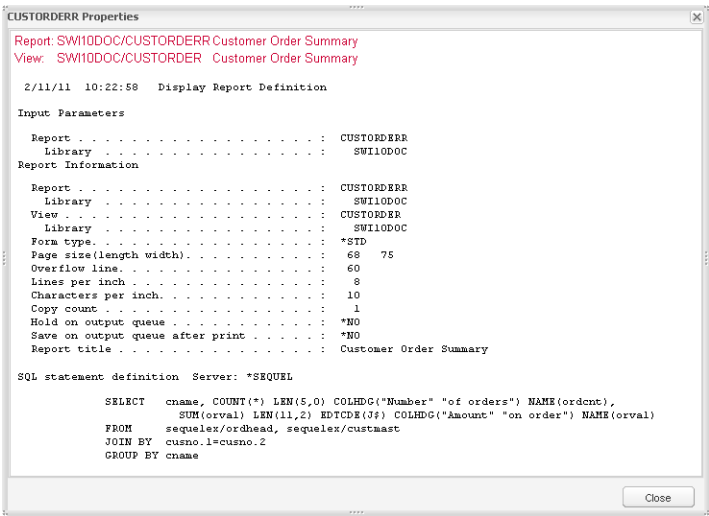 CUSTORDERR Properties
Report: SWI10DOC/CUSTORDERR Customer Order Summary
View: SWI10DOC/CUSTORDER Customer Order Summary
2/11/11 10:22:58 Display Report Definition
Input Parameters
Report . . . . . . . . . . . . . . . . . . : CUSTORDERR
Library . . . . . . . . . . . . . . . . : SWI10DOC
Report Information
Report . . . . . . . . . . . . . . . . . . : CUSTORDERR
Library . . . . . . . . . . . . . . . . : SWI10DOC
View . . . . . . . . . . . . . . . . . . . : CUSTORDER
Library . . . . . . . . . . . . . . . . : SWI10DOC
Form type. . . . . . . . . . . . . . . . . : *STD
Page size(length width). . . . . . . . . . : 68 75
Overflow line. . . . . . . . . . . . . . . : 60
Lines per inch . . . . . . . . . . . . . . : 8
Characters per inch. . . . . . . . . . . . : 10
Copy count . . . . . . . . . . . . . . . . : 1
Hold on output queue . . . . . . . . . . . : *NO
Save on output queue after print . . . . . : *NO
Report title . . . . . . . . . . . . . . . : Customer Order Summary
SQL statement definition Server: *SEQUEL
SELECT cname, COUNT(*) LEN(5,0) COLHDG("Number" "of orders") NAME(ordcnt),
SUM(orval) LEN(11,2) EDTCDE(J$) COLHDG("Amount" "on order") NAME(orval)
FROM sequelex/ordhead, sequelex/custmast
JOIN BY cusno.1=cusno.2
GROUP BY cname
Close